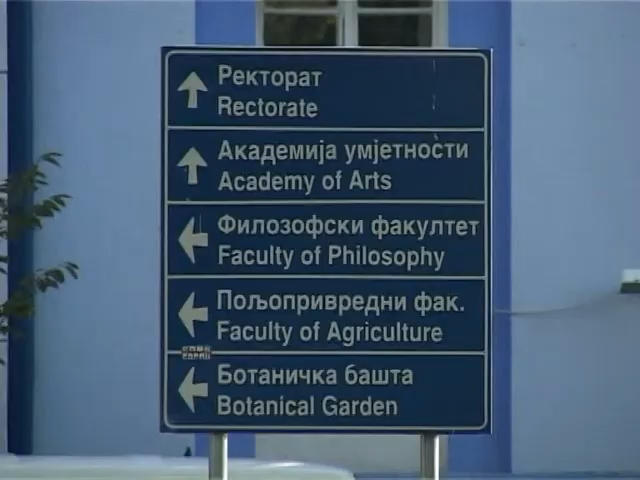 Ректорат
Rectorate
Академија умјетности
Academy of Arts
Филозофски факултет
Faculty of Philosophy
Пољопривредни фак.
Faculty of Agriculture
Ботаничка башта
Botanical Garden